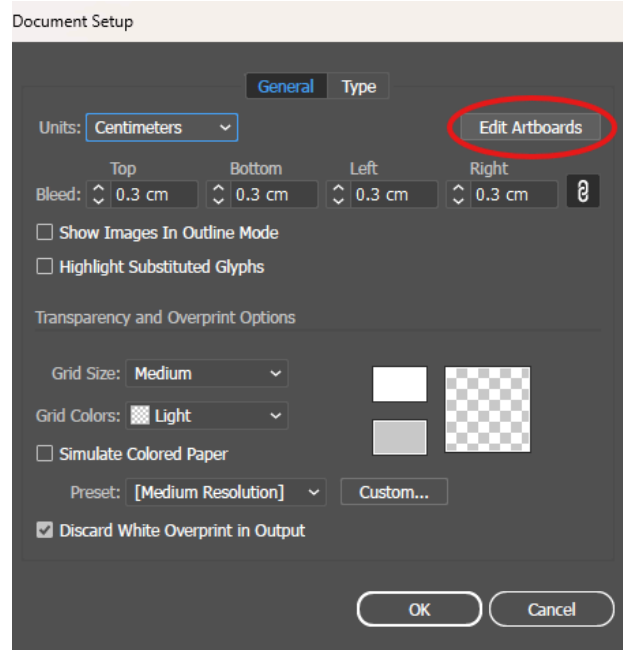 Document Setup
General Type
Units: Centimeters Edit Artboards
Top Bottom Left Right
Bleed: 0.3 cm 0.3 cm 0.3 cm 0.3 cm
Show Images In Outline Mode
Highlight Substituted Glyphs
Transparency and Overprint Options
Grid Size: Medium
Grid Colors: Light
Simulate Colored Paper
Preset: [Medium Resolution] Custom...
Discard White Overprint in Output
OK Cancel